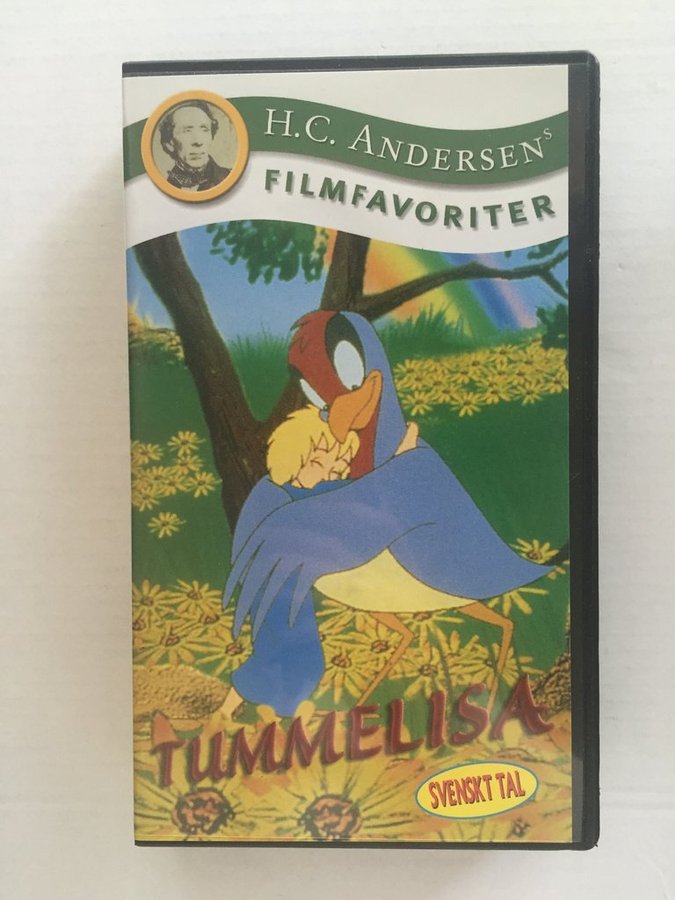 H.C. ANDERSENS
FILMFAVORITER
TUMMELISA
SVENSKT TAL